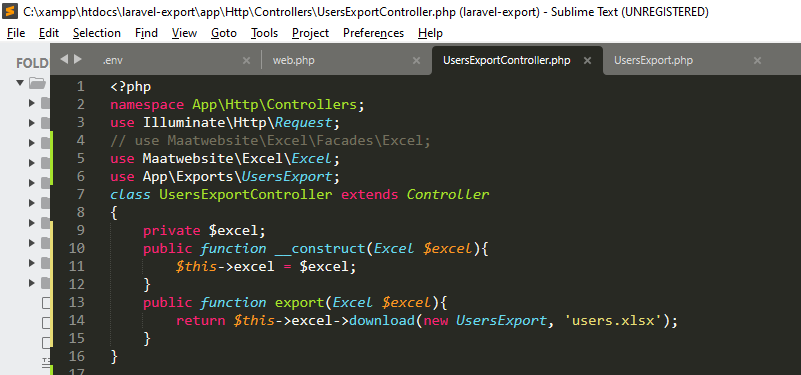 C:\xampp\htdocs\laravel-export\app\Http\Controllers\UsersExportController.php (laravel-export) - Sublime Text (UNREGISTERED)
File Edit Selection Find View Goto Tools Project Preferences Help
FOLD
.env web.php UsersExportController.php UsersExport.php
1 <?php
2 namespace App\Http\Controllers;
3 use Illuminate\Http\Request;
4 // use Maatwebsite\Excel\Facades\Excel;
5 use Maatwebsite\Excel\Excel;
6 use App\Exports\UsersExport;
7 class UsersExportController extends Controller
8 {
9     private $excel;
10     public function __construct(Excel $excel){
11         $this->excel = $excel;
12     }
13     public function export(Excel $excel){
14         return $this->excel->download(new UsersExport, 'users.xlsx');
15     }
16 }
17